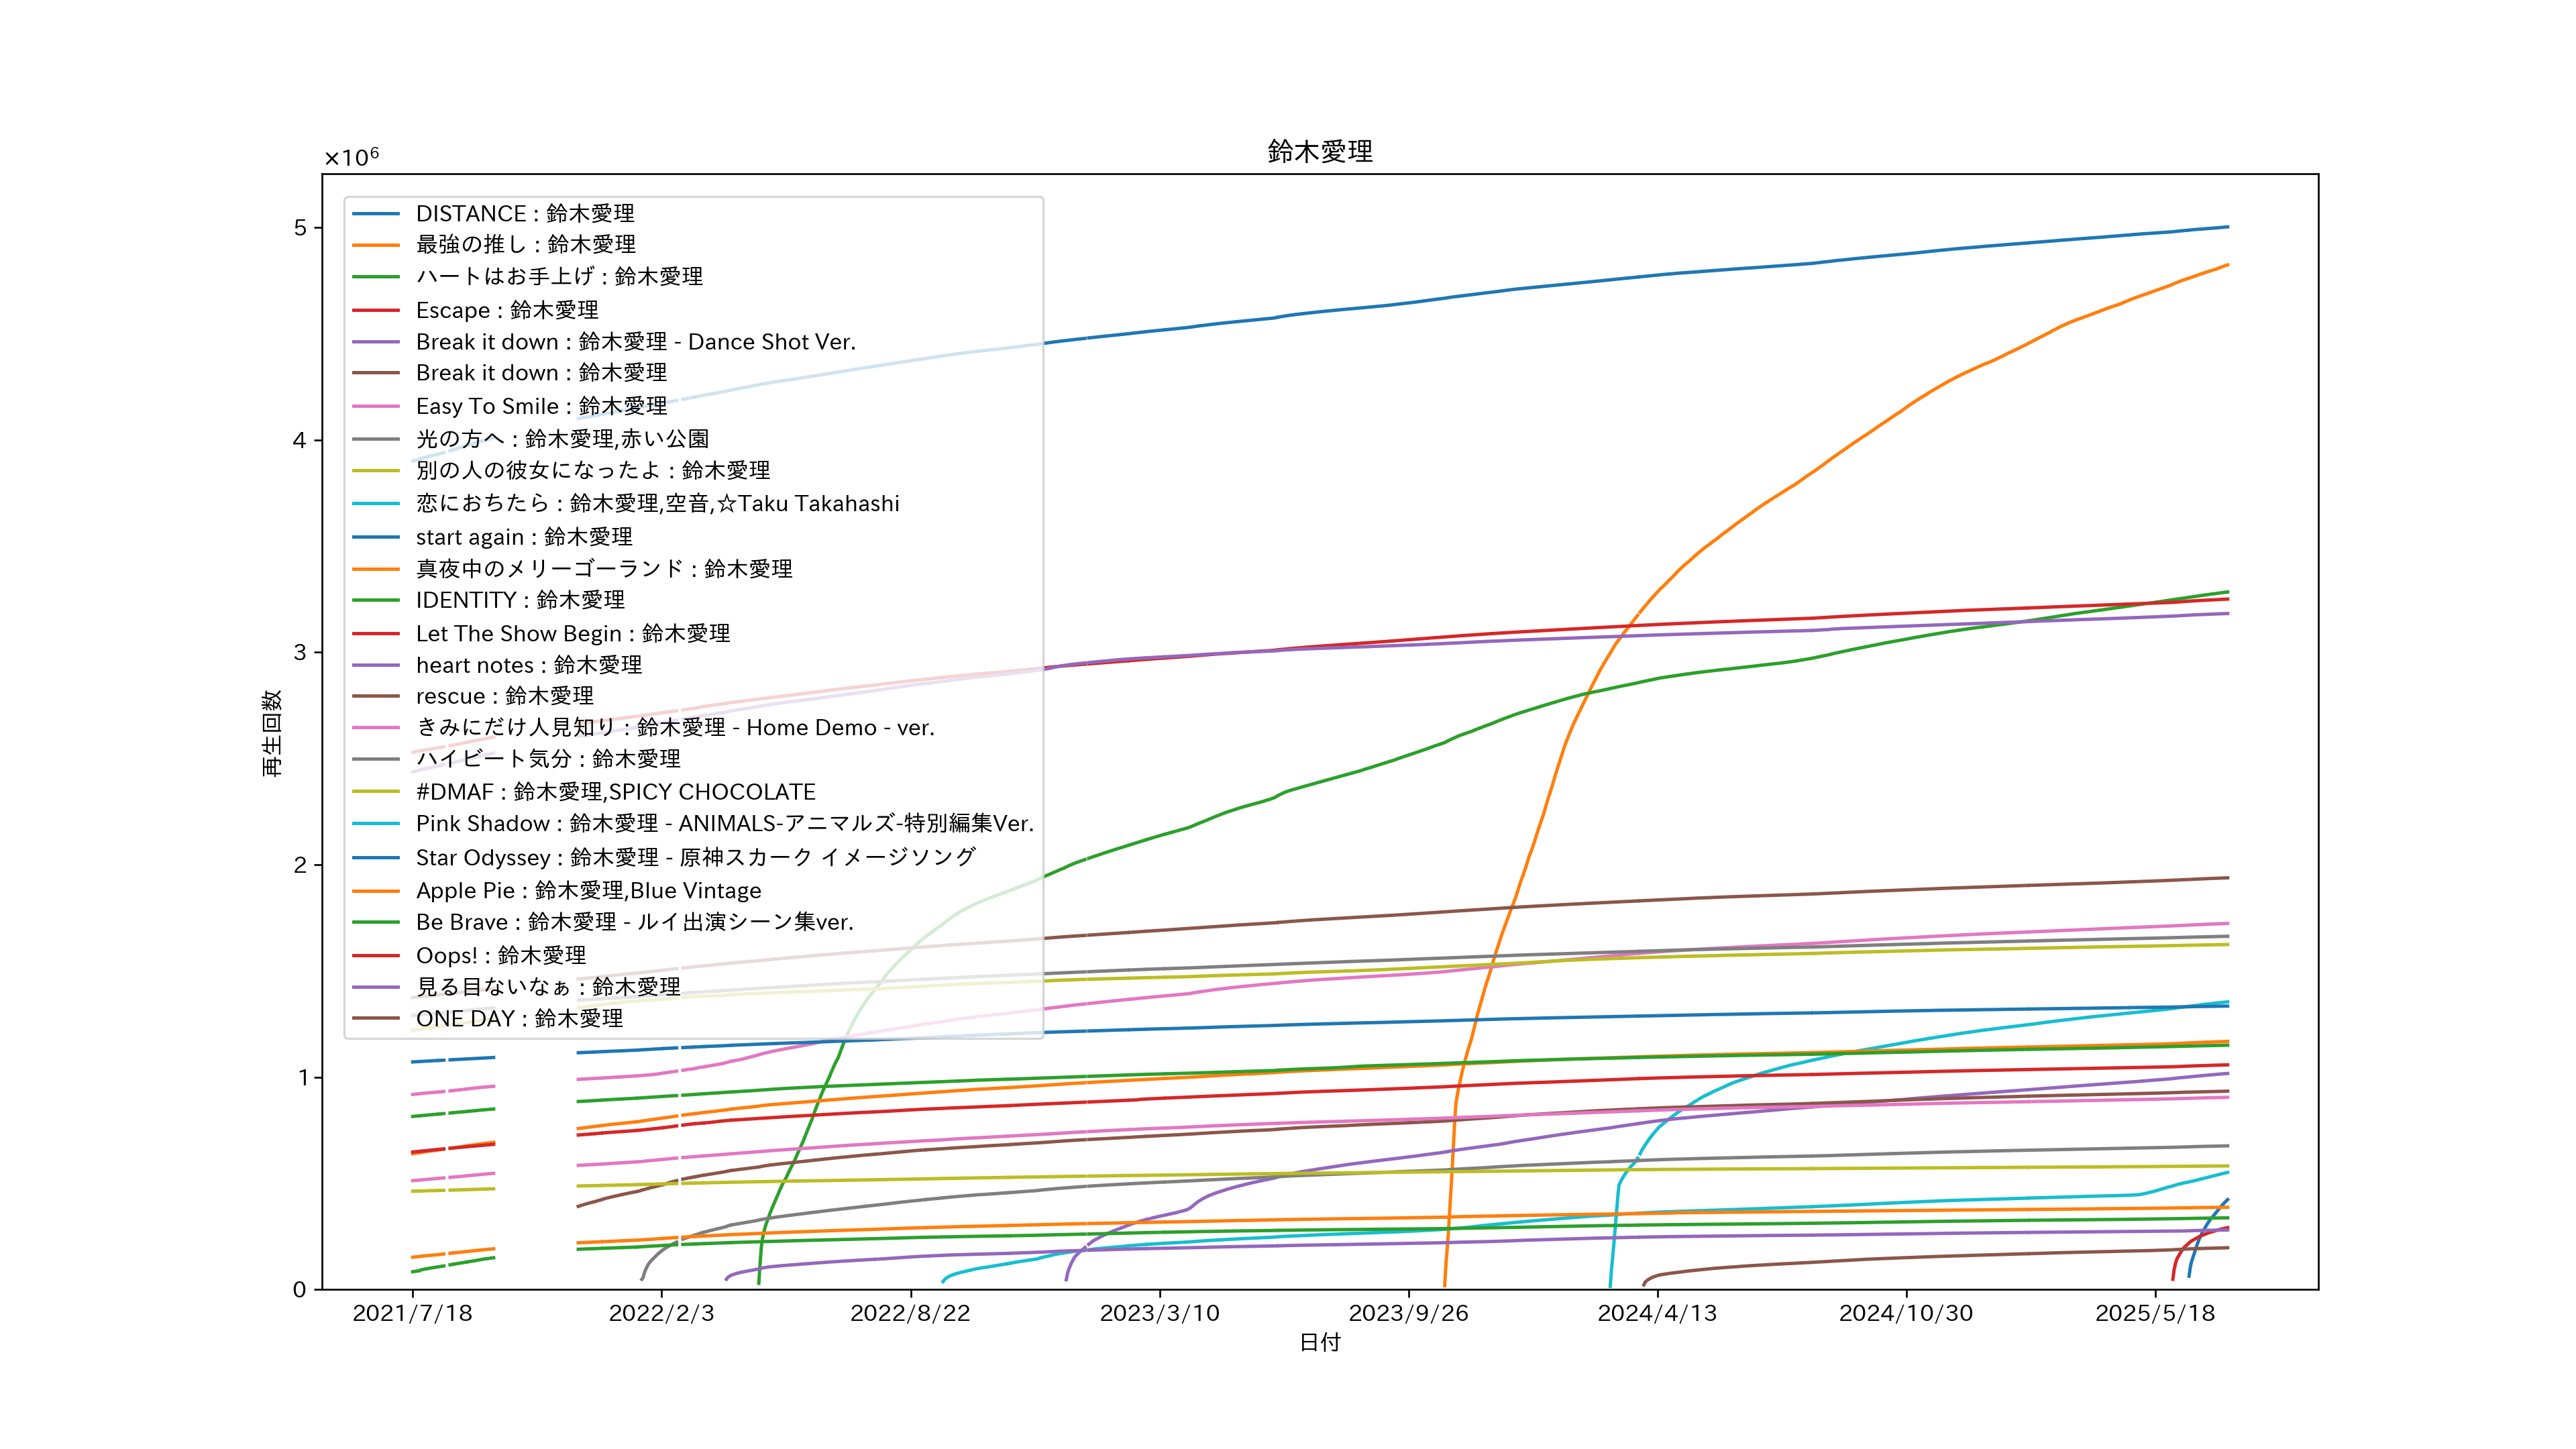 鈴木愛理
×10⁶
5
4
3
2
1
0
再生回数
DISTANCE : 鈴木愛理
最強の推し : 鈴木愛理
ハートはお手上げ : 鈴木愛理
Escape : 鈴木愛理
Break it down : 鈴木愛理 - Dance Shot Ver.
Break it down : 鈴木愛理
Easy To Smile : 鈴木愛理
光の方へ : 鈴木愛理,赤い公園
別の人の彼女になったよ : 鈴木愛理
恋におちたら : 鈴木愛理,空音,☆Taku Takahashi
start again : 鈴木愛理
真夜中のメリーゴーランド : 鈴木愛理
IDENTITY : 鈴木愛理
Let The Show Begin : 鈴木愛理
heart notes : 鈴木愛理
rescue : 鈴木愛理
きみにだけ人見知り : 鈴木愛理 - Home Demo - ver.
ハイビート気分 : 鈴木愛理
#DMAF : 鈴木愛理,SPICY CHOCOLATE
Pink Shadow : 鈴木愛理 - ANIMALS-アニマルズ-特別編集Ver.
Star Odyssey : 鈴木愛理 - 原神スカーク イメージソング
Apple Pie : 鈴木愛理,Blue Vintage
Be Brave : 鈴木愛理 - ルイ出演シーン集ver.
Oops! : 鈴木愛理
見る目ないなぁ : 鈴木愛理
ONE DAY : 鈴木愛理
2021/7/18
2022/2/3
2022/8/22
2023/3/10
2023/9/26
2024/4/13
2024/10/30
2025/5/18
日付